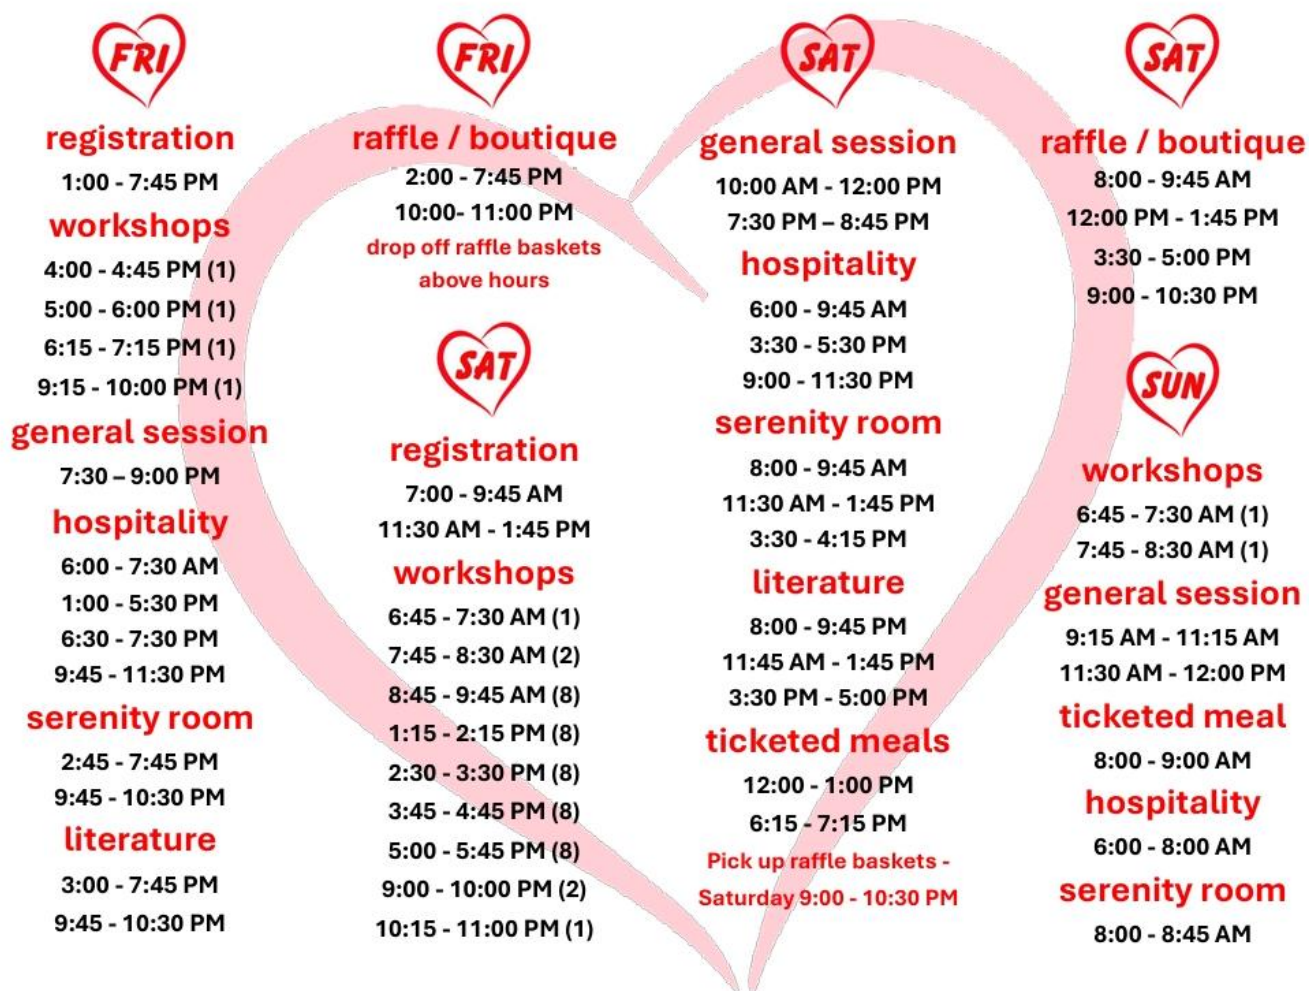 FRI
registration
1:00 - 7:45 PM
workshops
4:00 - 4:45 PM (1)
5:00 - 6:00 PM (1)
6:15 - 7:15 PM (1)
9:15 - 10:00 PM (1)
general session
7:30 – 9:00 PM
hospitality
6:00 - 7:30 AM
1:00 - 5:30 PM
6:30 - 7:30 PM
9:45 - 11:30 PM
serenity room
2:45 - 7:45 PM
9:45 - 10:30 PM
literature
3:00 - 7:45 PM
9:45 - 10:30 PM
FRI
raffle / boutique
2:00 - 7:45 PM
10:00- 11:00 PM
drop off raffle baskets
above hours
SAT
registration
7:00 - 9:45 AM
11:30 AM - 1:45 PM
workshops
6:45 - 7:30 AM (1)
7:45 - 8:30 AM (2)
8:45 - 9:45 AM (8)
1:15 - 2:15 PM (8)
2:30 - 3:30 PM (8)
3:45 - 4:45 PM (8)
5:00 - 5:45 PM (8)
9:00 - 10:00 PM (2)
10:15 - 11:00 PM (1)
SAT
general session
10:00 AM - 12:00 PM
7:30 PM – 8:45 PM
hospitality
6:00 - 9:45 AM
3:30 - 5:30 PM
9:00 - 11:30 PM
serenity room
8:00 - 9:45 AM
11:30 AM - 1:45 PM
3:30 - 4:15 PM
literature
8:00 - 9:45 PM
11:45 AM - 1:45 PM
3:30 PM - 5:00 PM
ticketed meals
12:00 - 1:00 PM
6:15 - 7:15 PM
Pick up raffle baskets -
Saturday 9:00 - 10:30 PM
SAT
raffle / boutique
8:00 - 9:45 AM
12:00 PM - 1:45 PM
3:30 - 5:00 PM
9:00 - 10:30 PM
SUN
workshops
6:45 - 7:30 AM (1)
7:45 - 8:30 AM (1)
general session
9:15 AM - 11:15 AM
11:30 AM - 12:00 PM
ticketed meal
8:00 - 9:00 AM
hospitality
6:00 - 8:00 AM
serenity room
8:00 - 8:45 AM